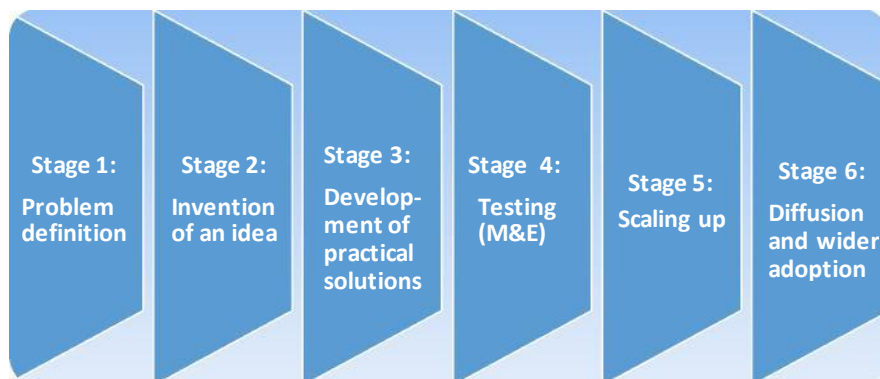 Stage 1:
Problem
definition
Stage 2:
Invention
of an idea
Stage 3:
Develop-
ment of
practical
solutions
Stage 4:
Testing
(M&E)
Stage 5:
Scaling up
Stage 6:
Diffusion
and wider
adoption